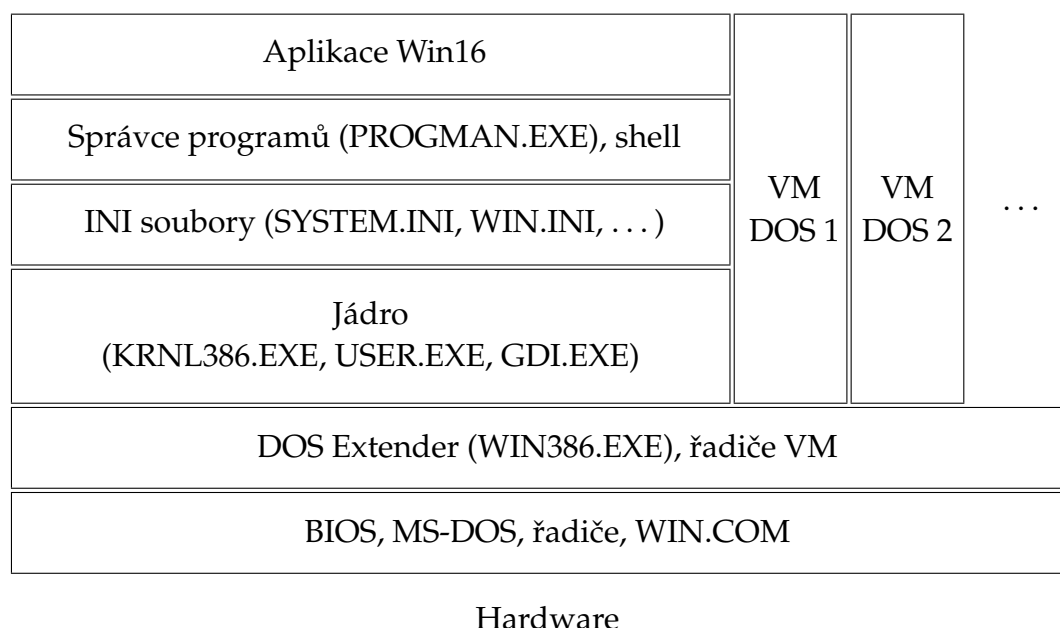 Aplikace Win16
Správce programů (PROGMAN.EXE), shell
INI soubory (SYSTEM.INI, WIN.INI, . . . )
Jádro
(KRNL386.EXE, USER.EXE, GDI.EXE)
VM
DOS 1
VM
DOS 2
. . .
DOS Extender (WIN386.EXE), řadiče VM
BIOS, MS-DOS, řadiče, WIN.COM
Hardware